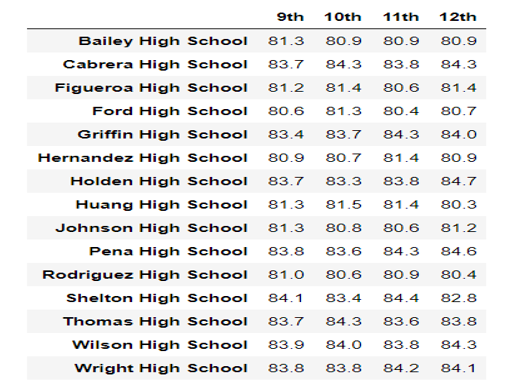 9th 10th 11th 12th
Bailey High School 81.3 80.9 80.9 80.9
Cabrera High School 83.7 84.3 83.8 84.3
Figueroa High School 81.2 81.4 80.6 81.4
Ford High School 80.6 81.3 80.4 80.7
Griffin High School 83.4 83.7 84.3 84.0
Hernandez High School 80.9 80.7 81.4 80.9
Holden High School 83.7 83.3 83.8 84.7
Huang High School 81.3 81.5 81.4 80.3
Johnson High School 81.3 80.8 80.6 81.2
Pena High School 83.8 83.6 84.3 84.6
Rodriguez High School 81.0 80.6 80.9 80.4
Shelton High School 84.1 83.4 84.4 82.8
Thomas High School 83.7 84.3 83.6 83.8
Wilson High School 83.9 84.0 83.8 84.3
Wright High School 83.8 83.8 84.2 84.1